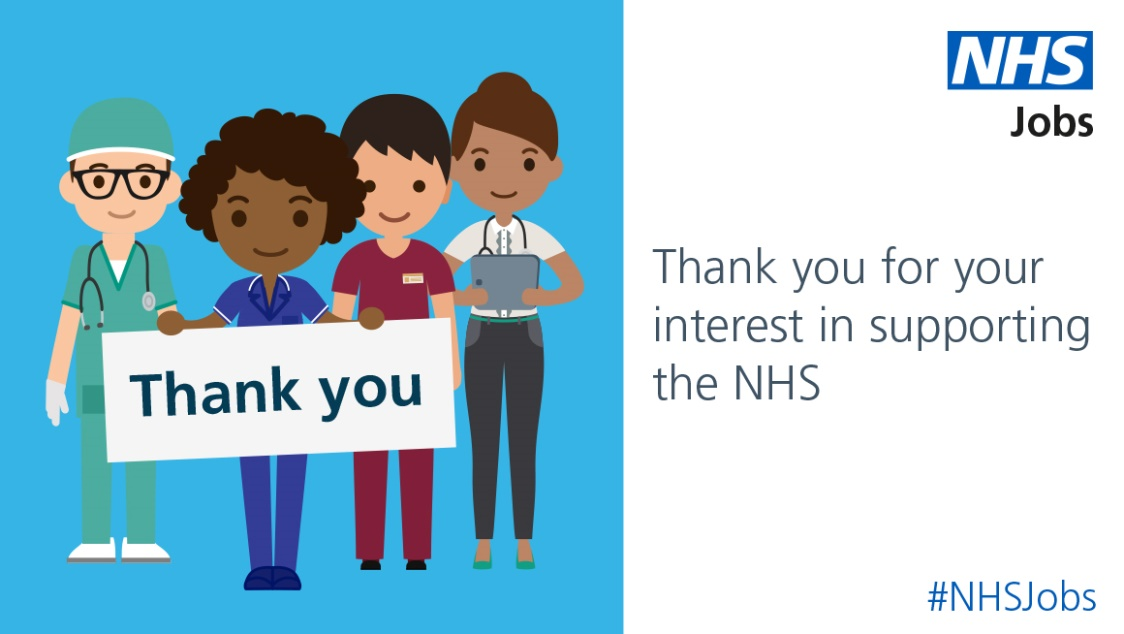 NHS
Jobs
Thank you
Thank you for your
interest in supporting
the NHS
#NHSJobs